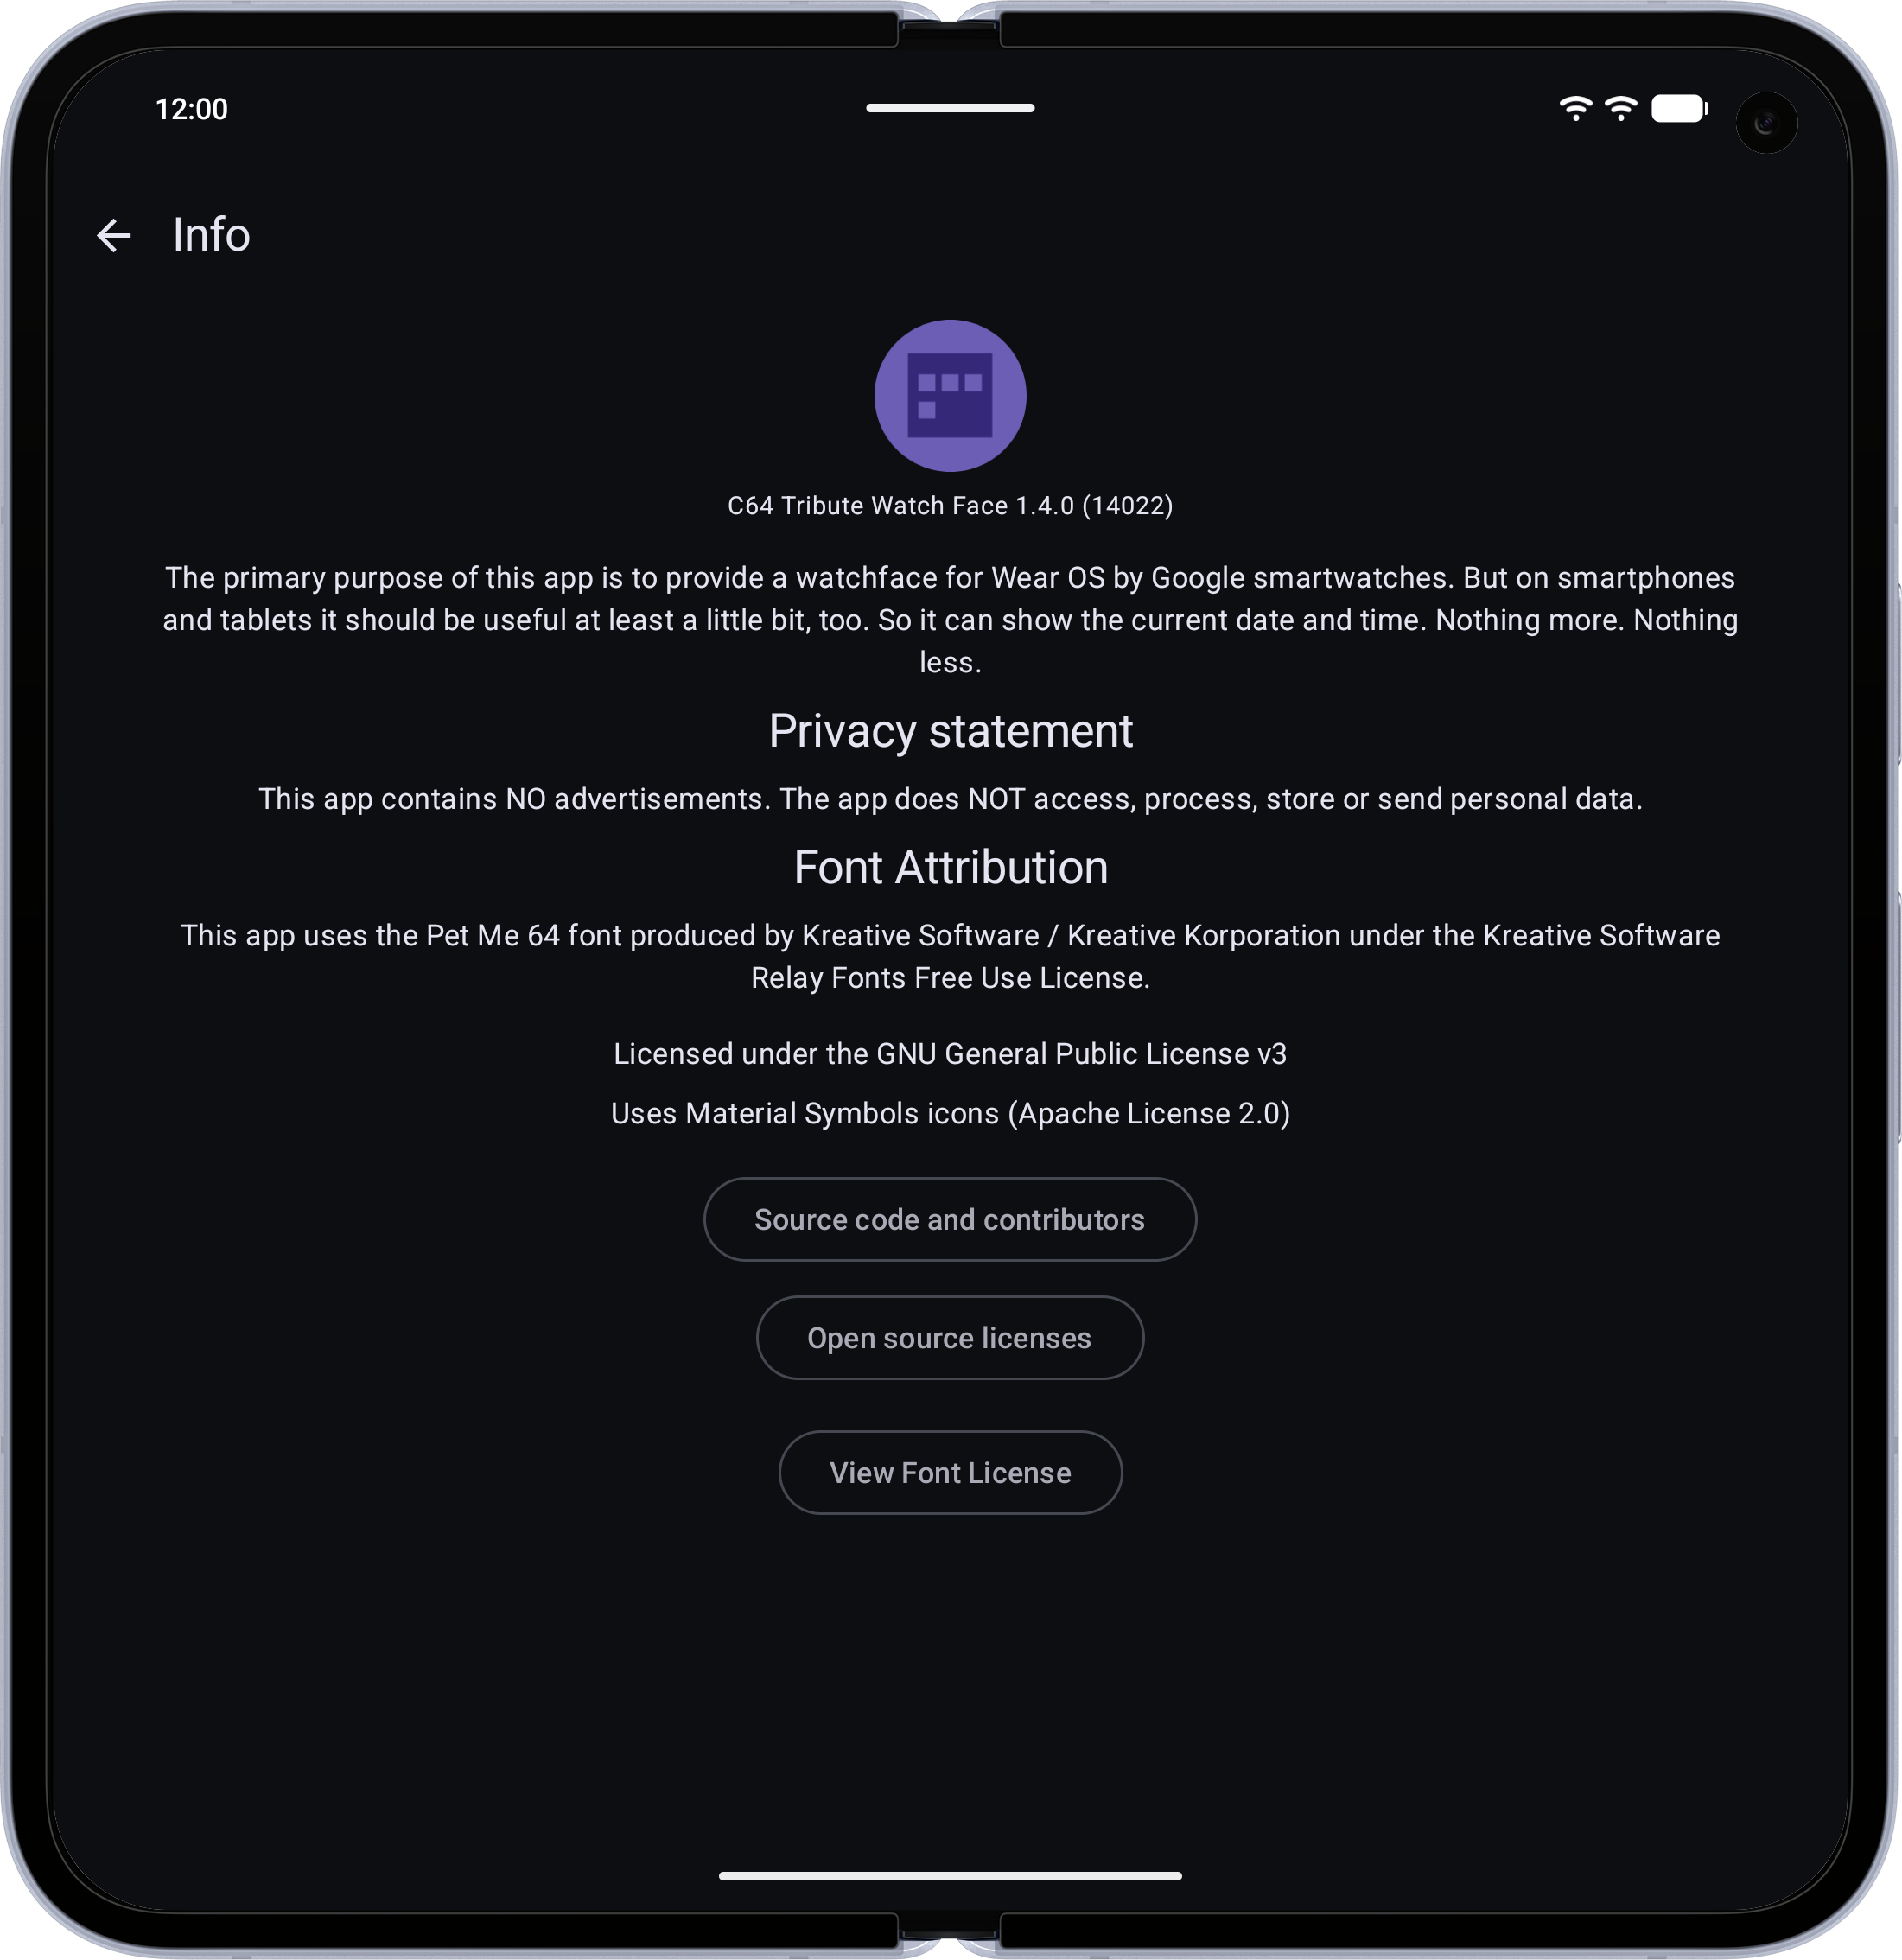 12:00
Info
C64 Tribute Watch Face 1.4.0 (14022)
The primary purpose of this app is to provide a watchface for Wear OS by Google smartwatches. But on smartphones
and tablets it should be useful at least a little bit, too. So it can show the current date and time. Nothing more. Nothing
less.
Privacy statement
This app contains NO advertisements. The app does NOT access, process, store or send personal data.
Font Attribution
This app uses the Pet Me 64 font produced by Kreative Software / Kreative Korporation under the Kreative Software
Relay Fonts Free Use License.
Licensed under the GNU General Public License v3
Uses Material Symbols icons (Apache License 2.0)
Source code and contributors
Open source licenses
View Font License